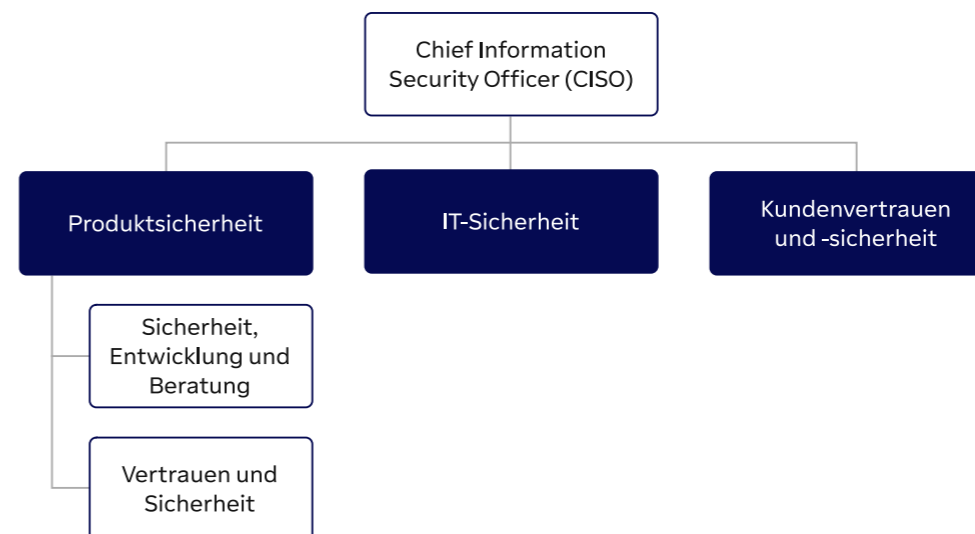 Chief Information
Security Officer (CISO)
Produktsicherheit
IT-Sicherheit
Kundenvertrauen
und -sicherheit
Sicherheit,
Entwicklung und
Beratung
Vertrauen und
Sicherheit